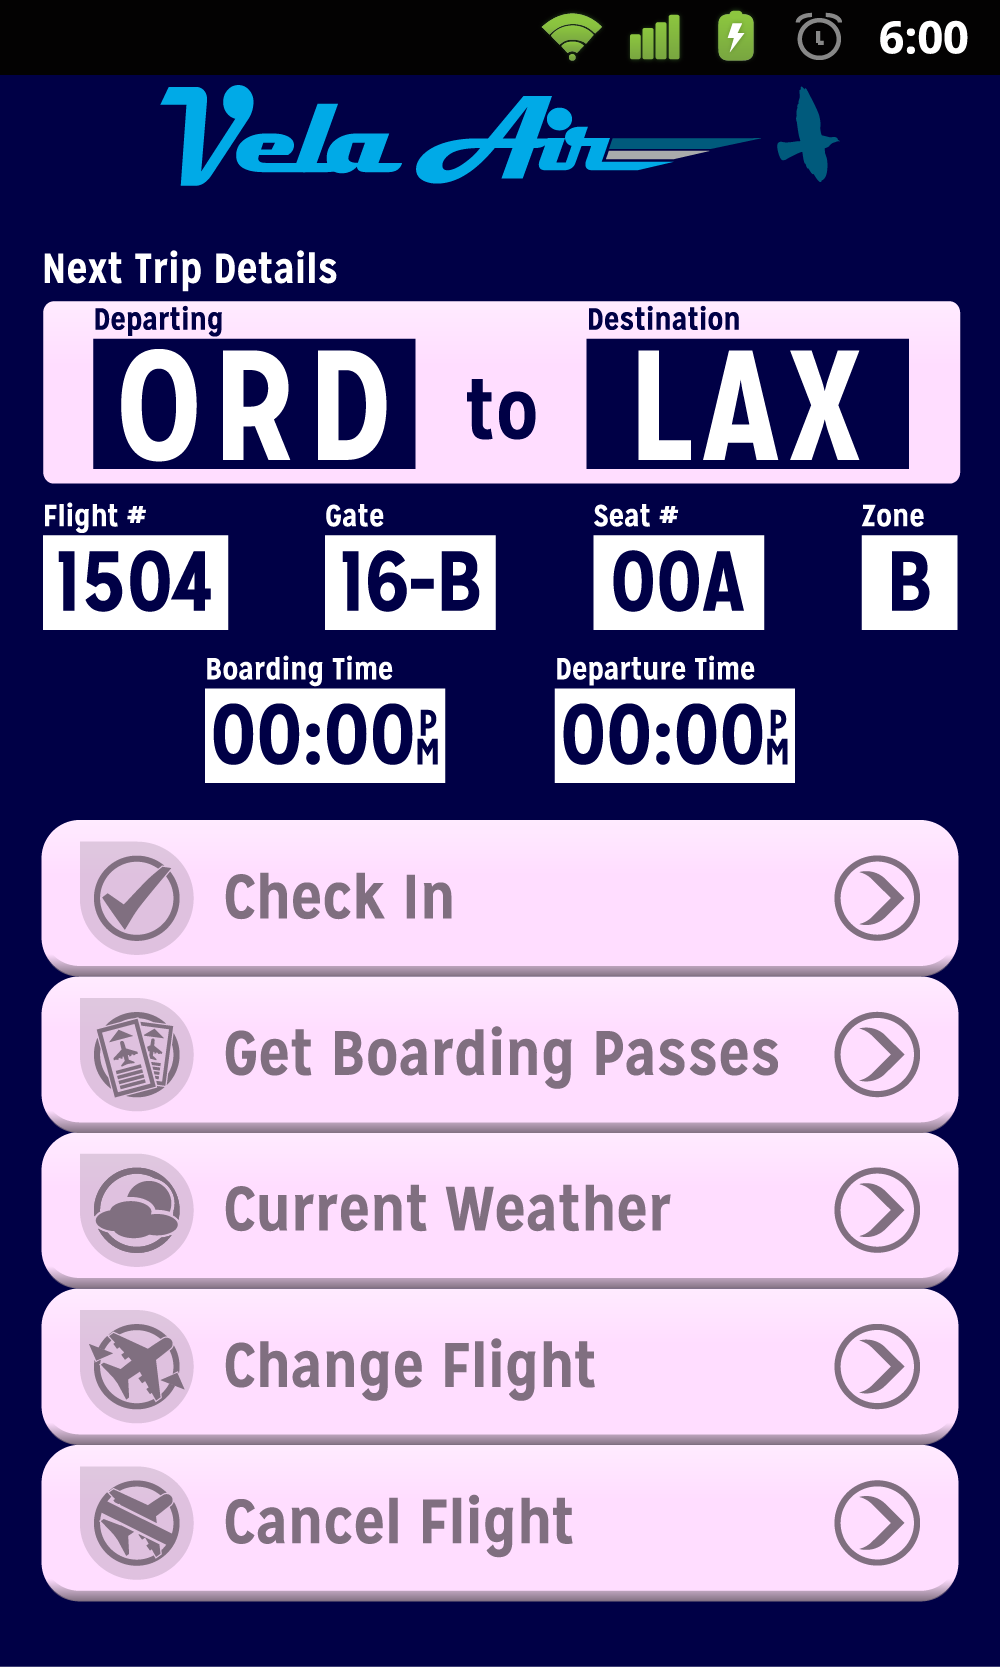 6:00
Vela Air
Next Trip Details
Departing Destination
ORD to LAX
Flight # Gate Seat # Zone
1504 16-B 00A B
Boarding Time Departure Time
00:00PM 00:00PM
Check In
Get Boarding Passes
Current Weather
Change Flight
Cancel Flight